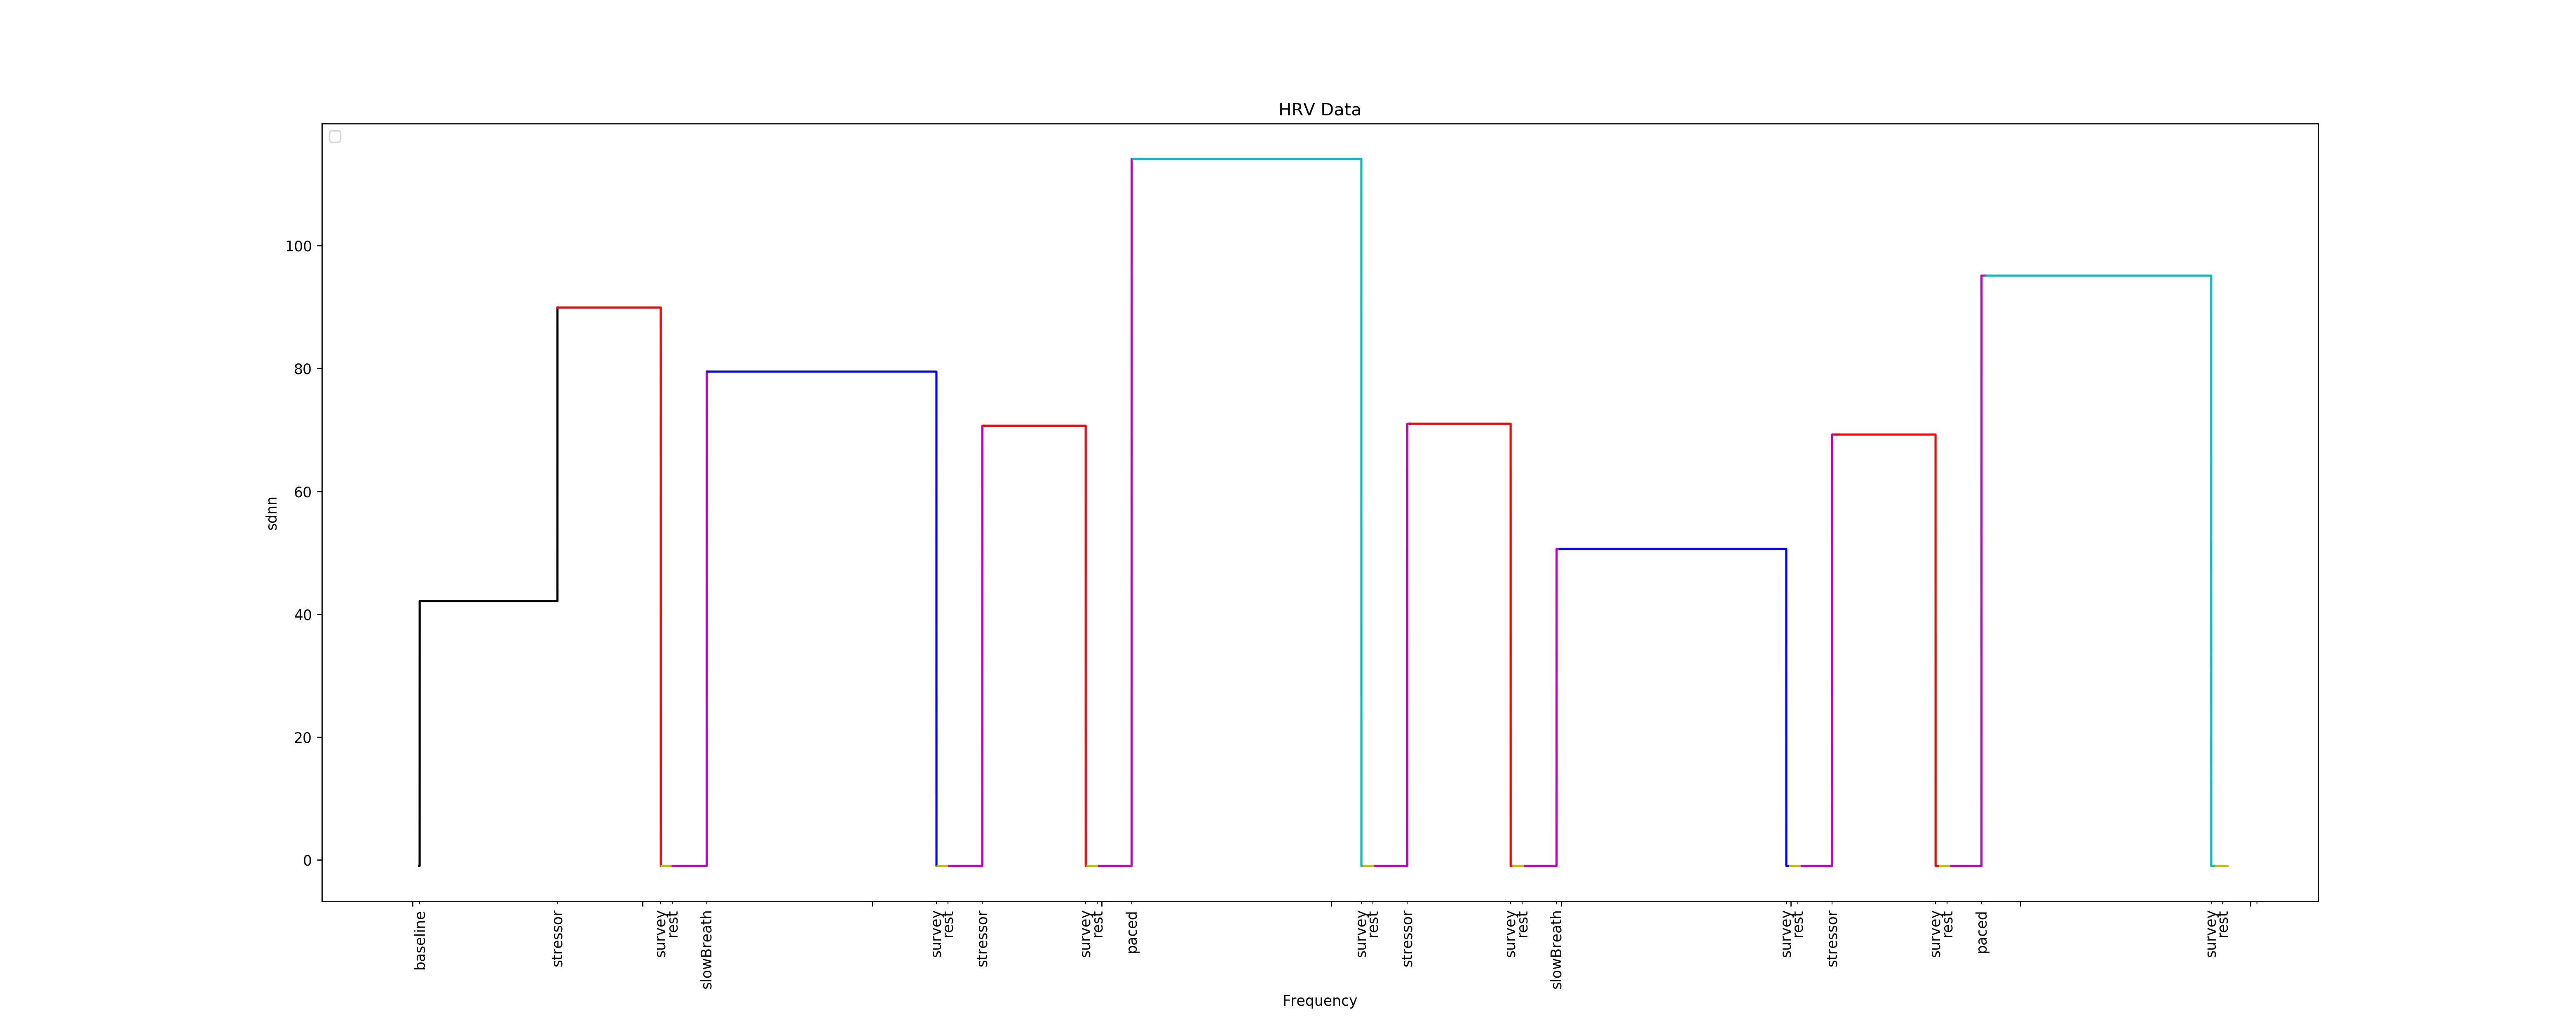 HRV Data
100
80
60
40
20
0
sdnn
baseline
stressor
survey
rest
slowBreath
survey
rest
stressor
survey
rest
paced
survey
rest
stressor
survey
rest
slowBreath
survey
rest
stressor
survey
rest
paced
survey
rest
Frequency